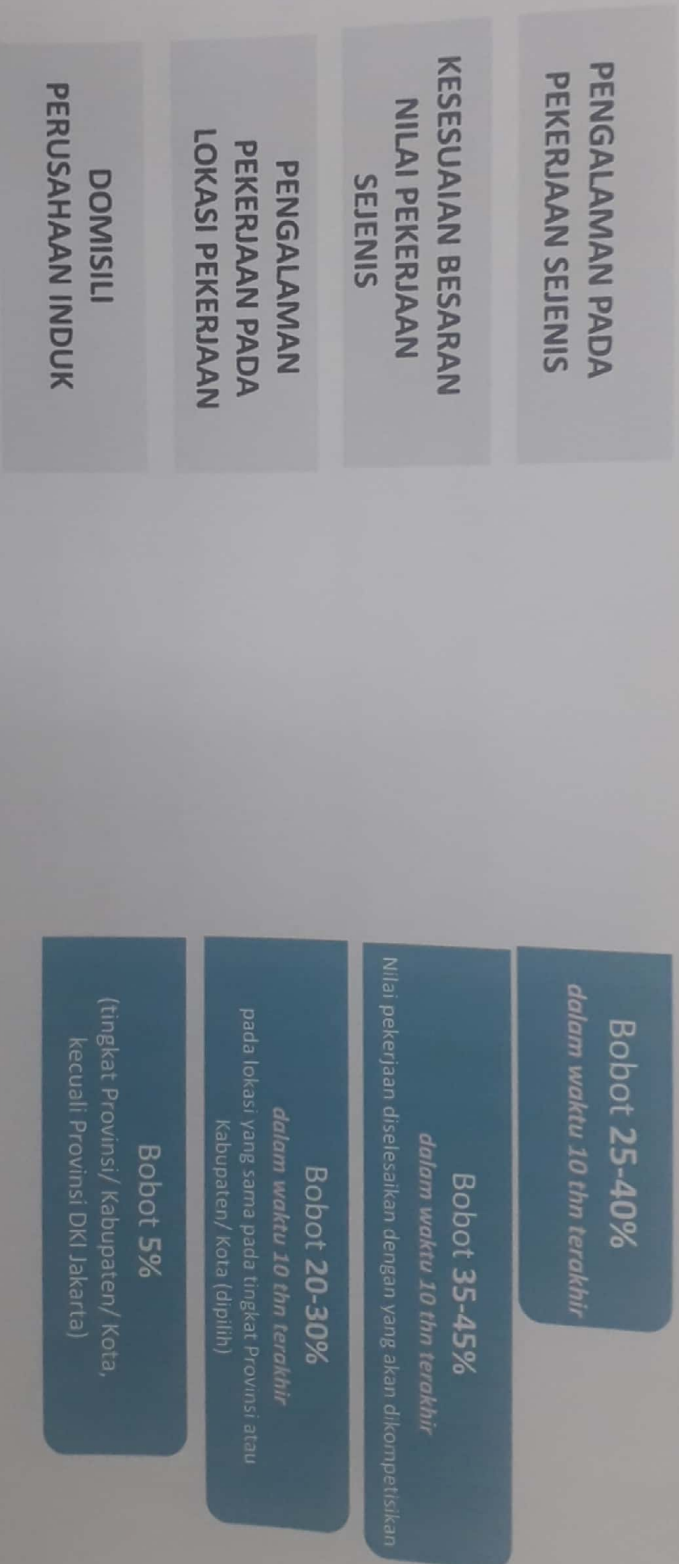 PENGALAMAN PADA
PEKERJAAN SEJENIS
Bobot 25-40%
dalam waktu 10 thn terakhir
KESESUAIAN BESARAN
NILAI PEKERJAAN
SEJENIS
Bobot 35-45%
dalam waktu 10 thn terakhir
Nilai pekerjaan diselesaikan dengan yang akan dikompetisikan
PENGALAMAN
PEKERJAAN PADA
LOKASI PEKERJAAN
Bobot 20-30%
dalam waktu 10 thn terakhir
pada lokasi yang sama pada tingkat Provinsi atau
Kabupaten/ Kota (dipilih)
DOMISILI
PERUSAHAAN INDUK
Bobot 5%
(tingkat Provinsi/ Kabupaten/ Kota,
kecuali Provinsi DKI Jakarta)